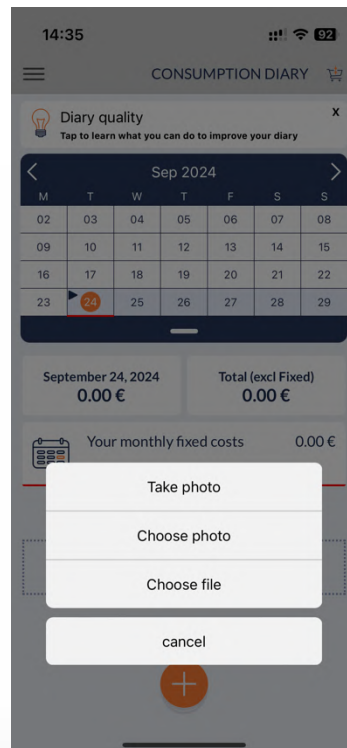 14:35
92
CONSUMPTION DIARY
Diary quality
x
Tap to learn what you can do to improve your diary
Sep 2024
M T W T F S S
02 03 04 05 06 07 08
09 10 11 12 13 14 15
16 17 18 19 20 21 22
23 24 25 26 27 28 29
September 24, 2024
0.00 €
Total (excl Fixed)
0.00 €
Your monthly fixed costs 0.00 €
Take photo
Choose photo
Choose file
cancel